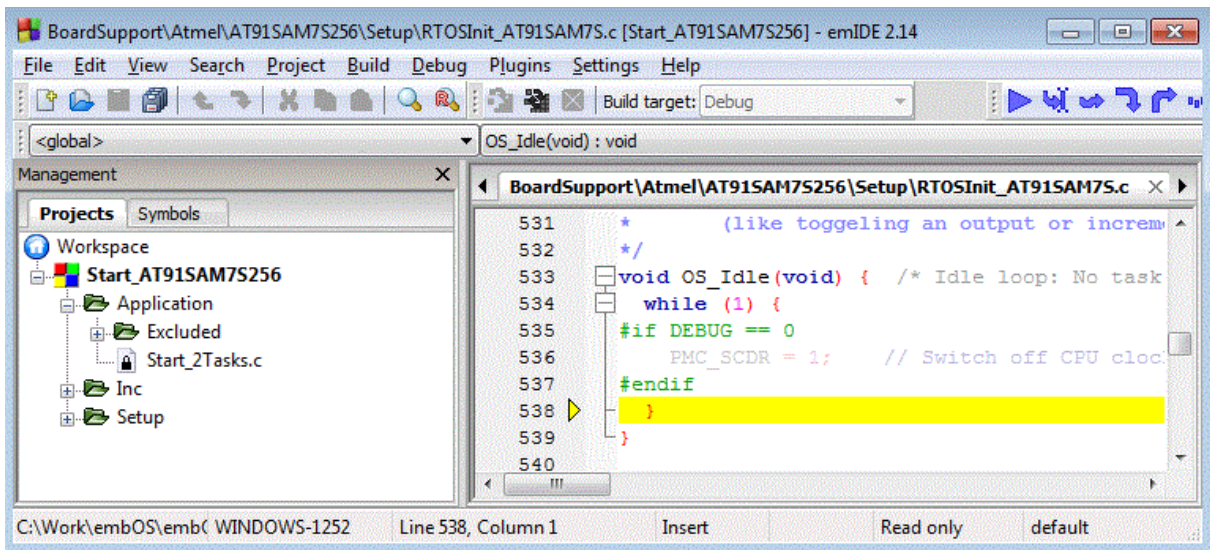 BoardSupport\Atmel\AT91SAM7S256\Setup\RTOSInit_AT91SAM7S.c [Start_AT91SAM7S256] - emIDE 2.14
File Edit View Search Project Build Debug Plugins Settings Help
Build target: Debug
<global> OS_Idle(void) : void
Management
BoardSupport\Atmel\AT91SAM7S256\Setup\RTOSInit_AT91SAM7S.c
Projects Symbols
Workspace
Start_AT91SAM7S256
Application
Excluded
Start_2Tasks.c
Inc
Setup
531 * (like toggeling an output or increm
532 */
533 void OS_Idle(void) { /* Idle loop: No task
534 while (1) {
535 #if DEBUG == 0
536 PMC_SCDR = 1; // Switch off CPU cloc
537 #endif
538 }
539 }
540
C:\Work\embOS\emb( WINDOWS-1252 Line 538, Column 1 Insert Read only default